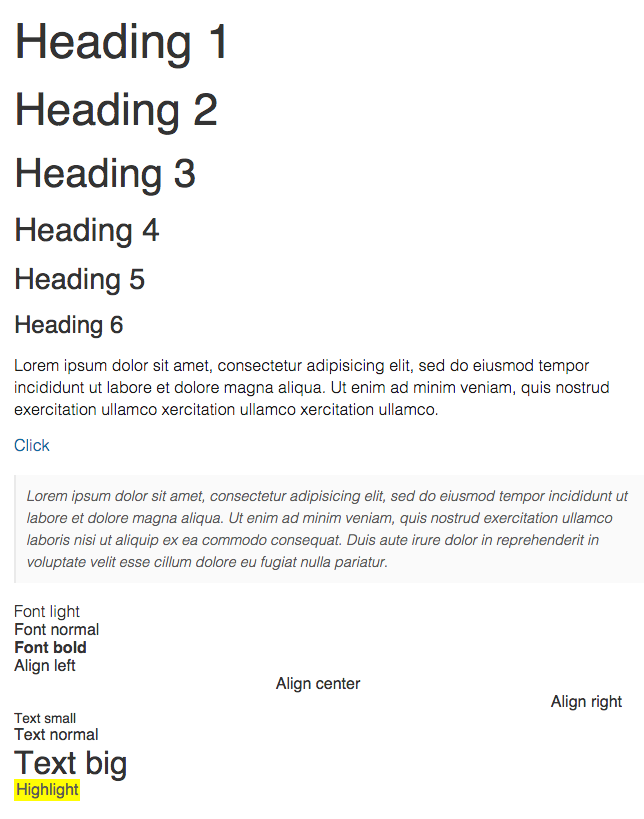 Heading 1
Heading 2
Heading 3
Heading 4
Heading 5
Heading 6
Lorem ipsum dolor sit amet, consectetur adipisicing elit, sed do eiusmod tempor
incididunt ut labore et dolore magna aliqua. Ut enim ad minim veniam, quis nostrud
exercitation ullamco xercitation ullamco xercitation ullamco.
Click
Lorem ipsum dolor sit amet, consectetur adipisicing elit, sed do eiusmod tempor incididunt ut
labore et dolore magna aliqua. Ut enim ad minim veniam, quis nostrud exercitation ullamco
laboris nisi ut aliquip ex ea commodo consequat. Duis aute irure dolor in reprehenderit in
voluptate velit esse cillum dolore eu fugiat nulla pariatur.
Font light
Font normal
Font bold
Align left
Align center
Align right
Text small
Text normal
Text big
Highlight